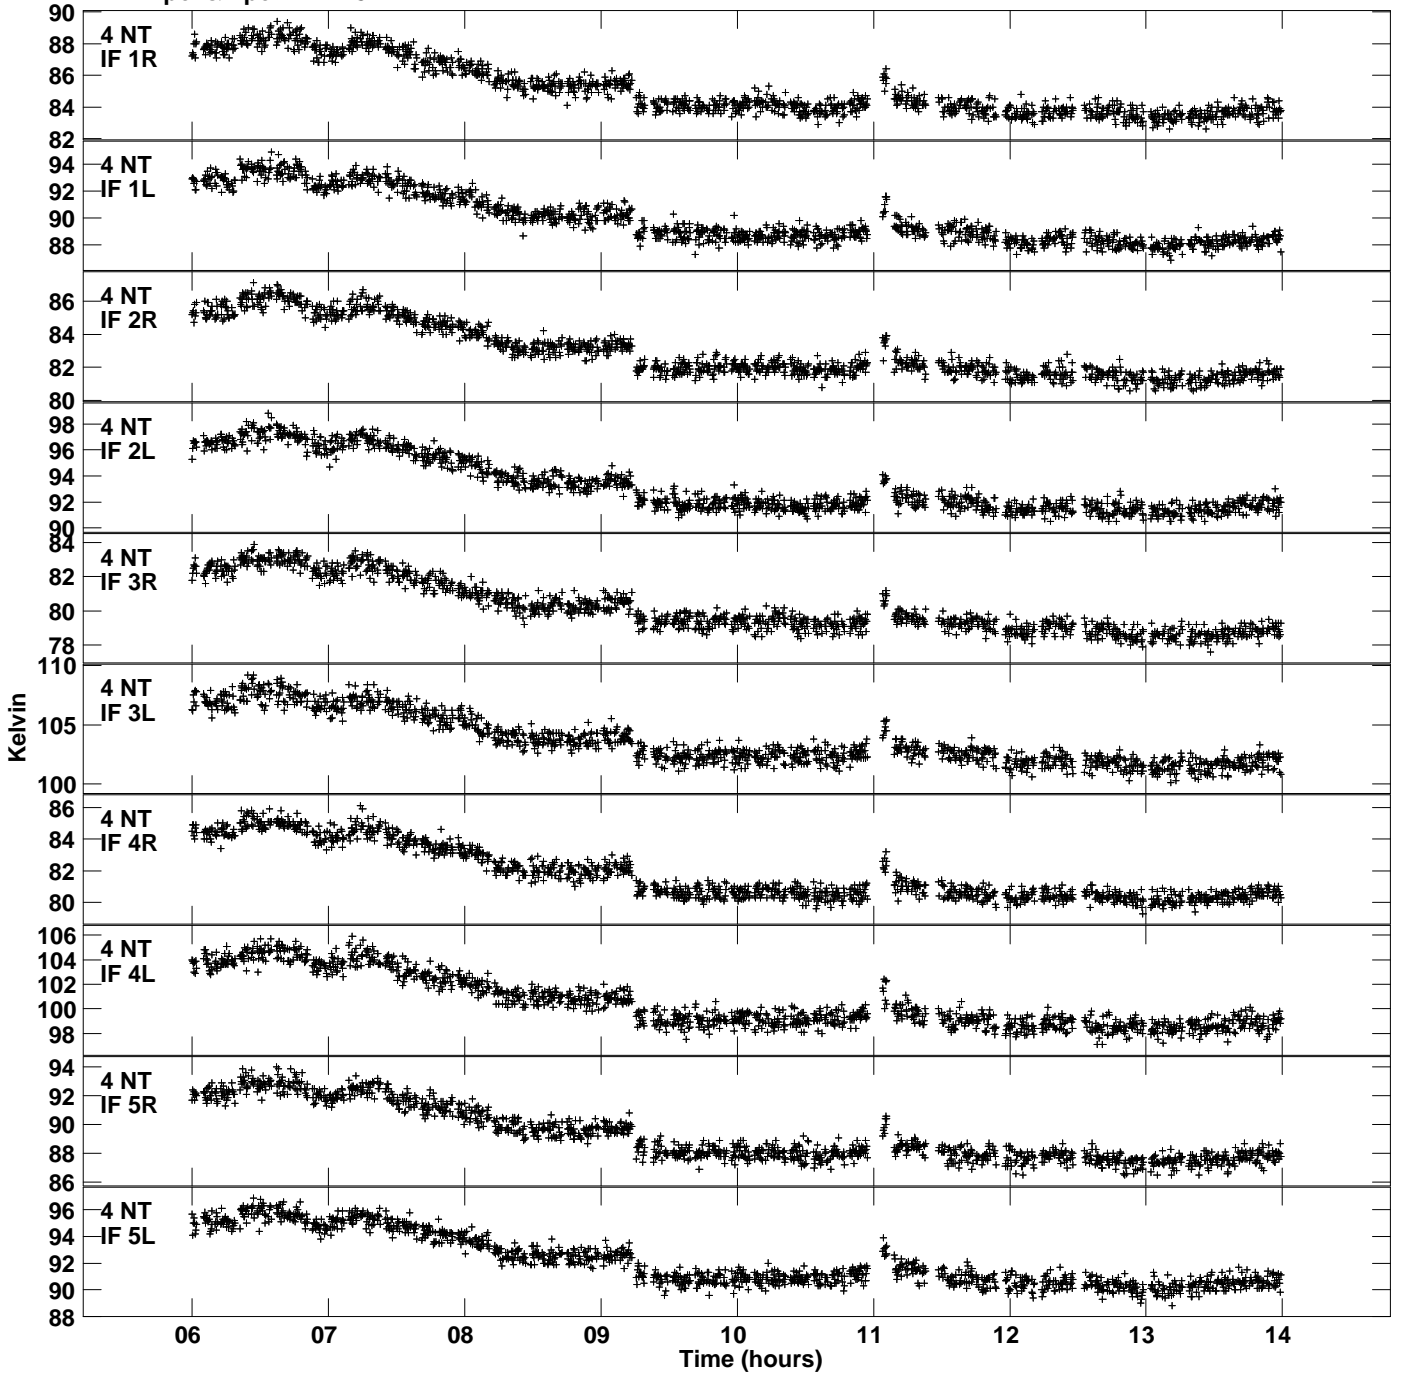 90
88
86
84
82
4 NT
IF 1R
94
92
90
88
4 NT
IF 1L
86
84
82
80
4 NT
IF 2R
98
96
94
92
90
4 NT
IF 2L
84
82
80
78
4 NT
IF 3R
110
105
100
4 NT
IF 3L
Kelvin
86
84
82
80
4 NT
IF 4R
106
104
102
100
98
4 NT
IF 4L
94
92
90
88
86
4 NT
IF 5R
96
94
92
90
88
4 NT
IF 5L
06 07 08 09 10 11 12 13 14
Time (hours)